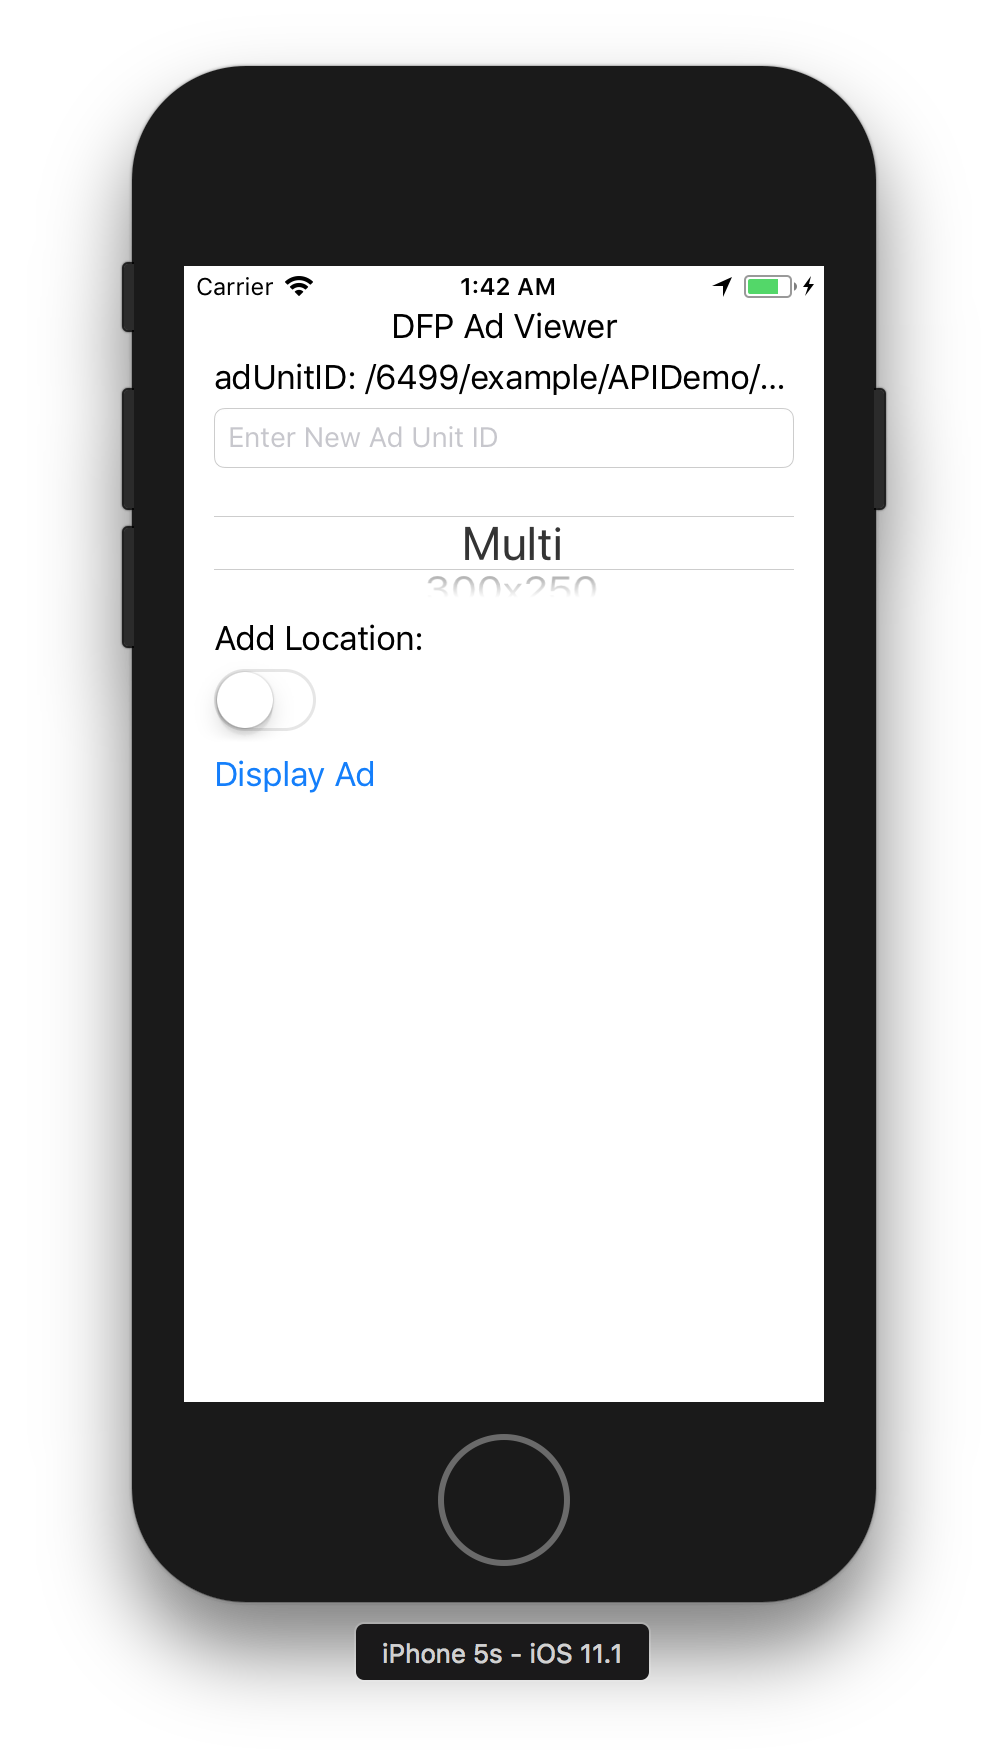 Carrier 1:42 AM
DFP Ad Viewer
adUnitID: /6499/example/APIDemo/...
Enter New Ad Unit ID
Multi
300x250
Add Location:
Display Ad
iPhone 5s - iOS 11.1